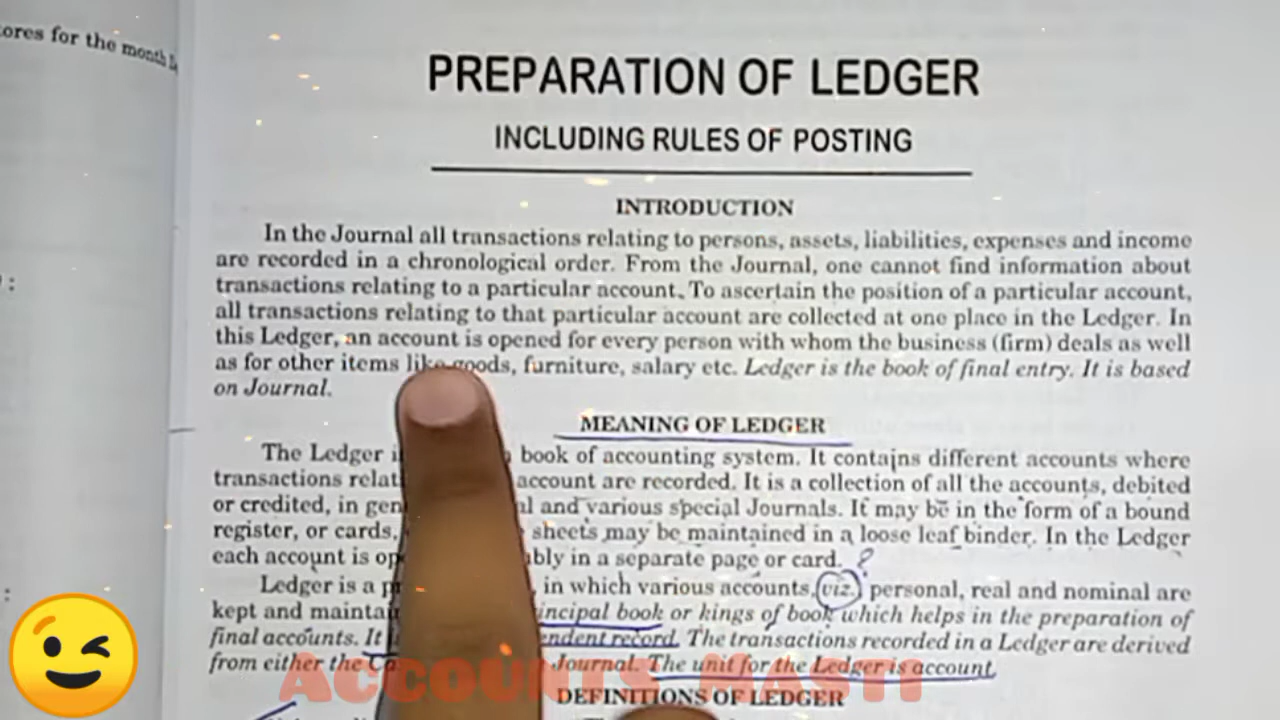 ores for the month
PREPARATION OF LEDGER
INCLUDING RULES OF POSTING
INTRODUCTION
In the Journal all transactions relating to persons, assets, liabilities, expenses and income
are recorded in a chronological order. From the Journal, one cannot find information about
transactions relating to a particular account. To ascertain the position of a particular account,
all transactions relating to that particular account are collected at one place in the Ledger. In
this Ledger, an account is opened for every person with whom the business (firm) deals as well
as for other items like goods, furniture, salary etc. Ledger is the book of final entry. It is based
on Journal.
MEANING OF LEDGER
The Ledger book of accounting system. It contains different accounts where
transactions account are recorded. It is a collection of all the accounts, debited
or credited, in and various special Journals. It may be in the form of a bound
register, or cards, sheets may be maintained in a loose leaf binder. In the Ledger
each account is in a separate page or card. ?
Ledger is a in which various accounts, (viz.) personal, real and nominal are
kept and book or kings of book which helps in the preparation of
final accounts. It record. The transactions recorded in a Ledger are derived
from either the Journal. The unit for the Ledger is account.
ACCOUNTS MASTI
DEFINITIONS OF LEDGER